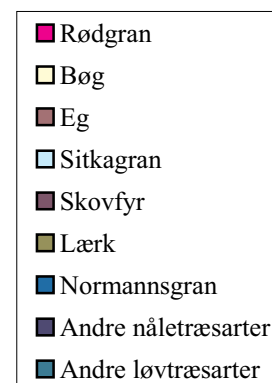 Rødgran
Bøg
Eg
Sitkagran
Skovfyr
Lærk
Normannsgran
Andre nåletræsarter
Andre løvtræsarter